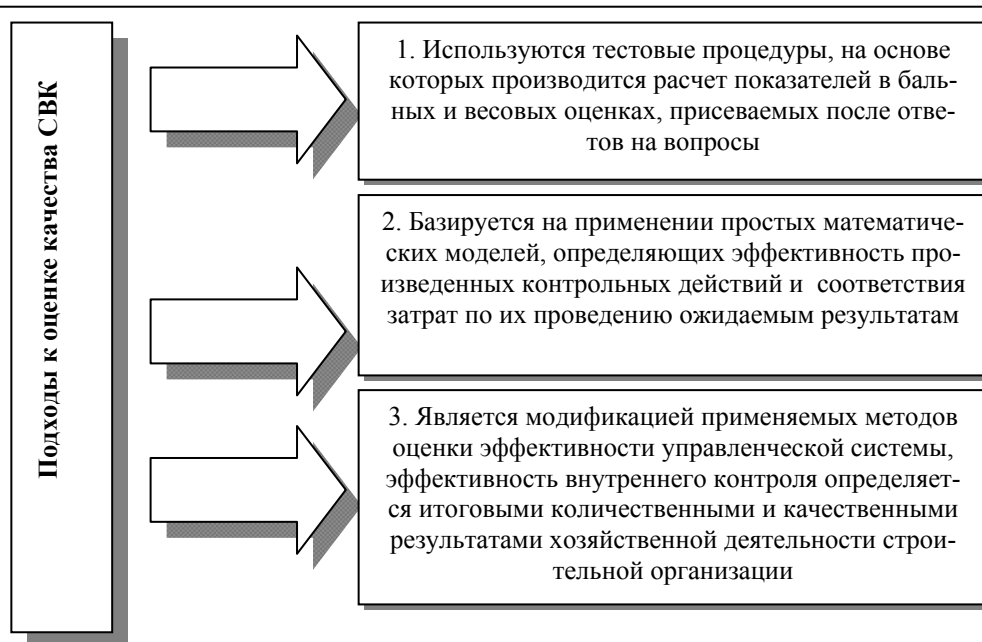 Подходы к оценке качества СВК
1. Используются тестовые процедуры, на основе
которых производится расчет показателей в баль-
ных и весовых оценках, присеваемых после отве-
тов на вопросы
2. Базируется на применении простых математиче-
ских моделей, определяющих эффективность про-
изведенных контрольных действий и соответствия
затрат по их проведению ожидаемым результатам
3. Является модификацией применяемых методов
оценки эффективности управленческой системы,
эффективность внутреннего контроля определяет-
ся итоговыми количественными и качественными
результатами хозяйственной деятельности строи-
тельной организации